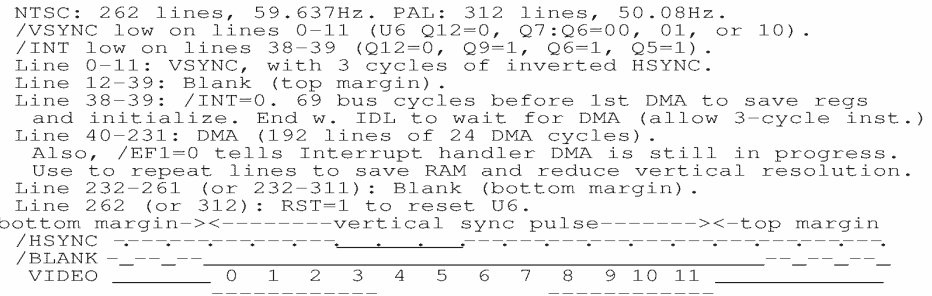 NTSC: 262 lines, 59.637Hz. PAL: 312 lines, 50.08Hz.
/VSYNC low on lines 0-11 (U6 Q12=0, Q7:Q6=00, 01, or 10).
/INT low on lines 38-39 (Q12=0, Q9=1, Q6=1, Q5=1).
Line 0-11: VSYNC, with 3 cycles of inverted HSYNC.
Line 12-39: Blank (top margin).
Line 38-39: /INT=0. 69 bus cycles before 1st DMA to save regs
and initialize. End w. IDL to wait for DMA (allow 3-cycle inst.)
Line 40-231: DMA (192 lines of 24 DMA cycles).
Also, /EF1=0 tells Interrupt handler DMA is still in progress.
Use to repeat lines to save RAM and reduce vertical resolution.
Line 232-261 (or 232-311): Blank (bottom margin).
Line 262 (or 312): RST=1 to reset U6.
bottom margin-><--------vertical sync pulse-------><-top margin
/HSYNC
/BLANK
VIDEO 0 1 2 3 4 5 6 7 8 9 10 11